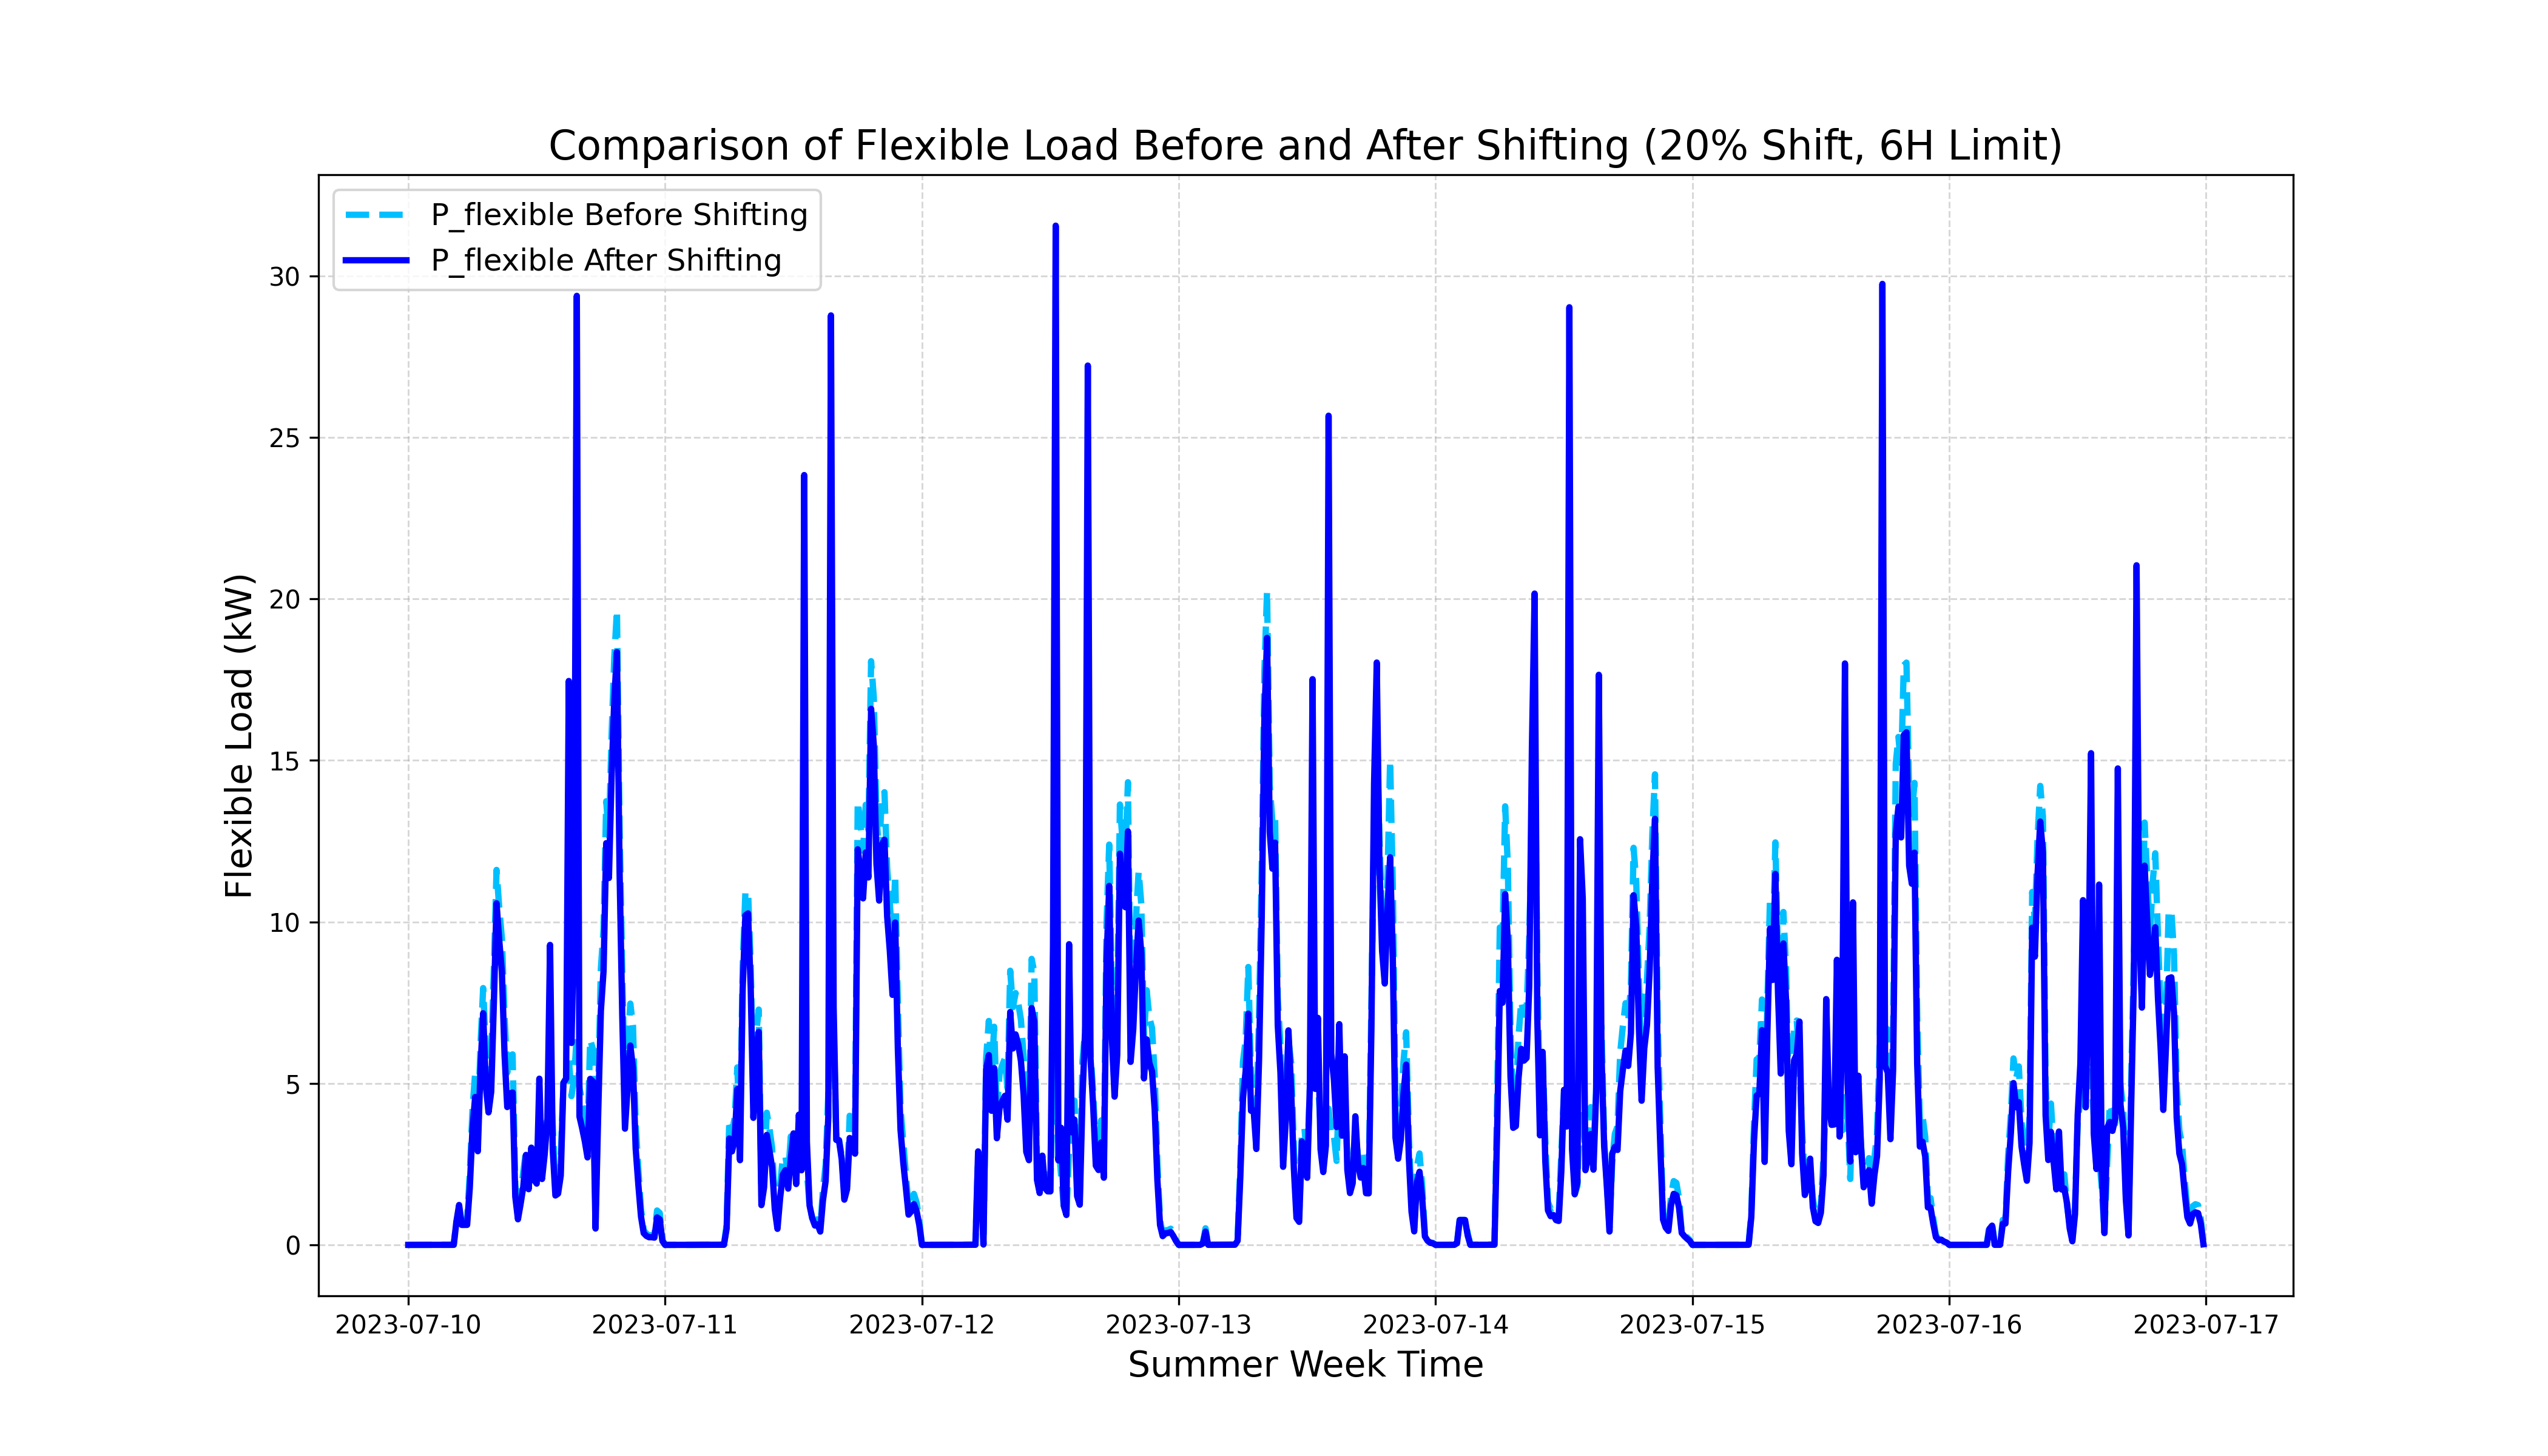 Comparison of Flexible Load Before and After Shifting (20% Shift, 6H Limit)
P_flexible Before Shifting
P_flexible After Shifting
Flexible Load (kW)
30
25
20
15
10
5
0
2023-07-10 2023-07-11 2023-07-12 2023-07-13 2023-07-14 2023-07-15 2023-07-16 2023-07-17
Summer Week Time